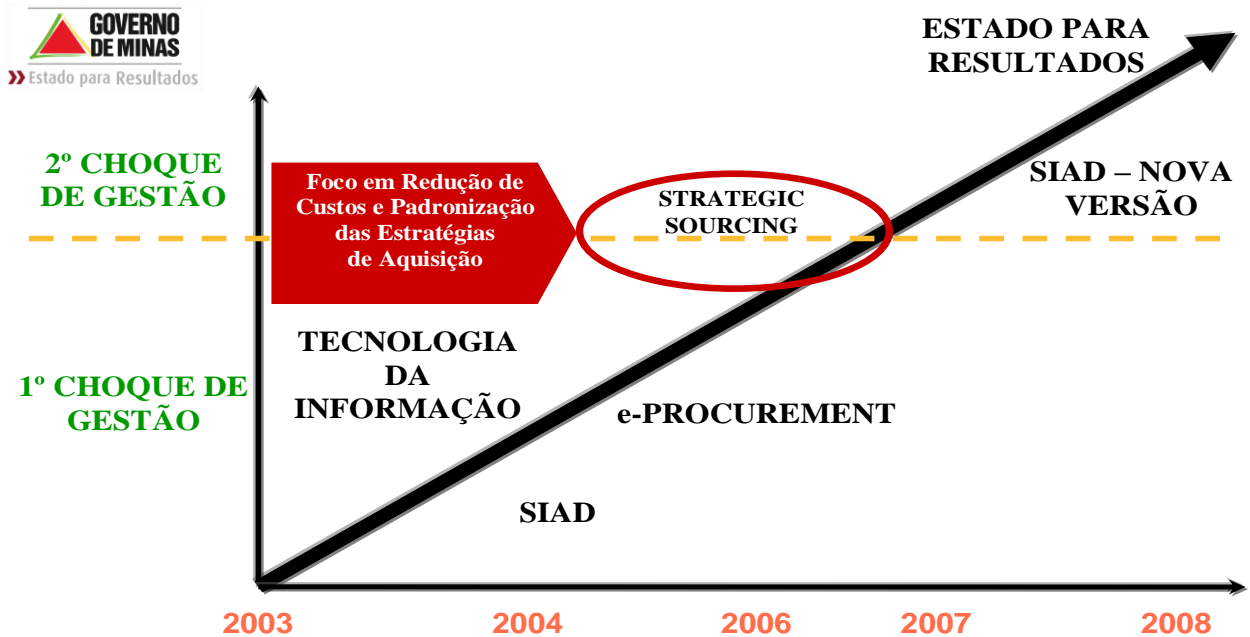 GOVERNO
DE MINAS
Estado para Resultados
ESTADO PARA
RESULTADOS
2º CHOQUE
DE GESTÃO
Foco em Redução de
Custos e Padronização
das Estratégias
de Aquisição
STRATEGIC
SOURCING
SIAD – NOVA
VERSÃO
TECNOLOGIA
DA
INFORMAÇÃO
1º CHOQUE DE
GESTÃO
e-PROCUREMENT
SIAD
2003
2004
2006
2007
2008